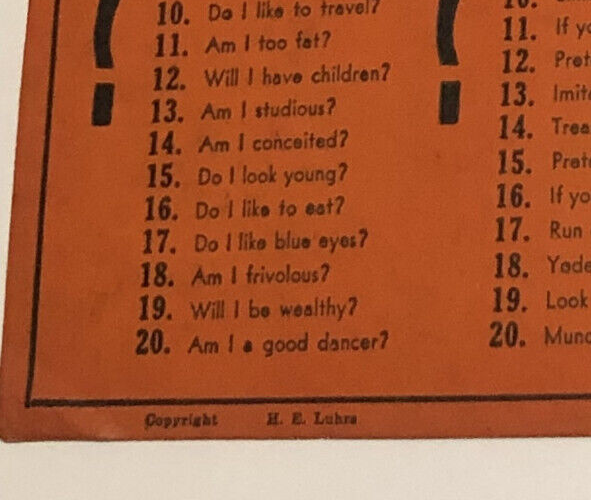 10. Do I like to travel?
11. Am I too fat?
12. Will I have children?
13. Am I studious?
14. Am I conceited?
15. Do I look young?
16. Do I like to eat?
17. Do I like blue eyes?
18. Am I frivolous?
19. Will I be wealthy?
20. Am I a good dancer?
? ?
10.
11. If yo
12. Pret
13. Imit
14. Trea
15. Prete
16. If yo
17. Run
18. Yode
19. Look
20. Munc
Copyright H. E. Luhrs